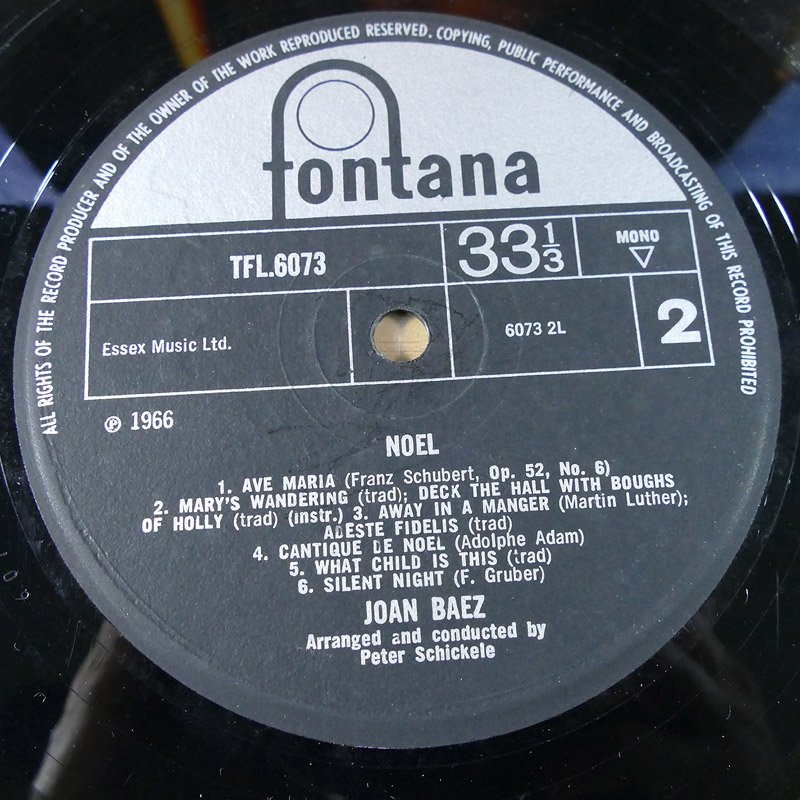 ALL RIGHTS OF THE RECORD PRODUCER AND OF THE OWNER OF THE WORK REPRODUCED RESERVED. COPYING, PUBLIC PERFORMANCE AND BROADCASTING OF THIS RECORD PROHIBITED
fontana
TFL.6073
33⅓
MONO
Essex Music Ltd.
6073 2L
2
℗ 1966
NOEL
1. AVE MARIA (Franz Schubert, Op. 52, No. 6)
2. MARY'S WANDERING (trad); DECK THE HALL WITH BOUGHS
OF HOLLY (trad) (instr.) 3. AWAY IN A MANGER (Martin Luther);
ADESTE FIDELIS (trad)
4. CANTIQUE DE NOEL (Adolphe Adam)
5. WHAT CHILD IS THIS (trad)
6. SILENT NIGHT (F. Gruber)
JOAN BAEZ
Arranged and conducted by
Peter Schickele